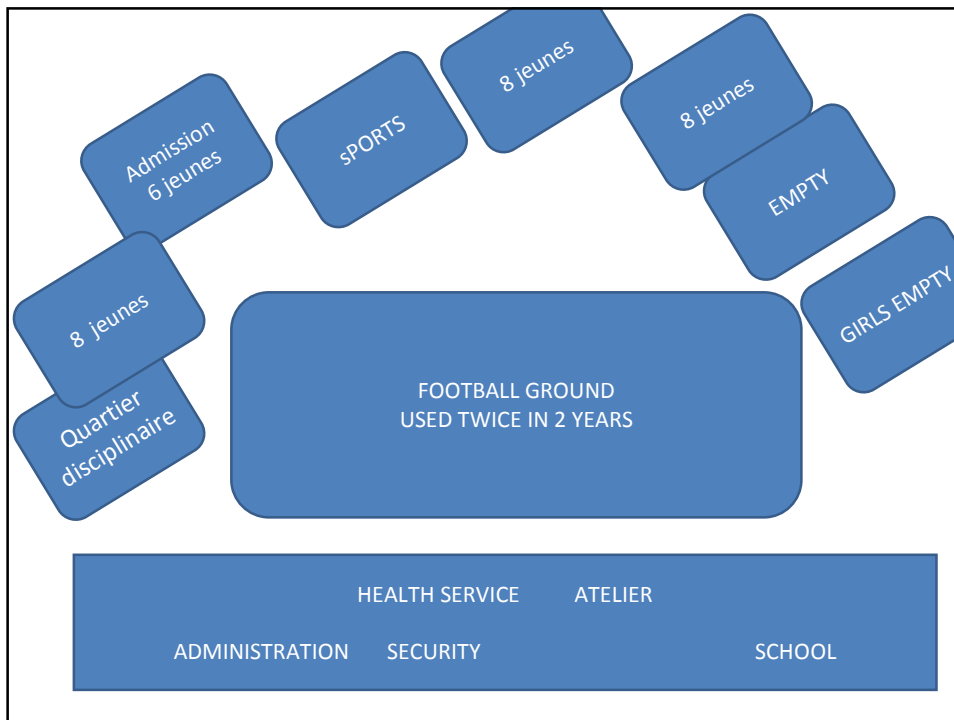 8 jeunes
8 jeunes
Admission
6 jeunes
sPORTS
EMPTY
GIRLS EMPTY
8 jeunes
Quartier
disciplinaire
FOOTBALL GROUND
USED TWICE IN 2 YEARS
HEALTH SERVICE ATELIER
ADMINISTRATION SECURITY SCHOOL